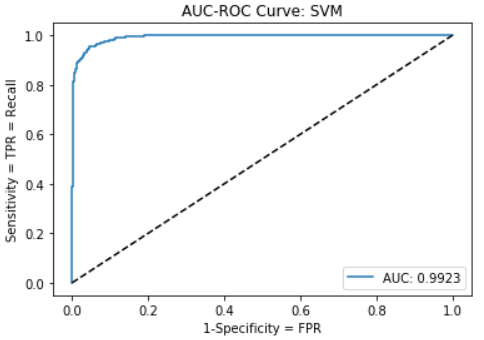 AUC-ROC Curve: SVM
Sensitivity = TPR = Recall
1.0
0.8
0.6
0.4
0.2
0.0
AUC: 0.9923
0.0 0.2 0.4 0.6 0.8 1.0
1-Specificity = FPR